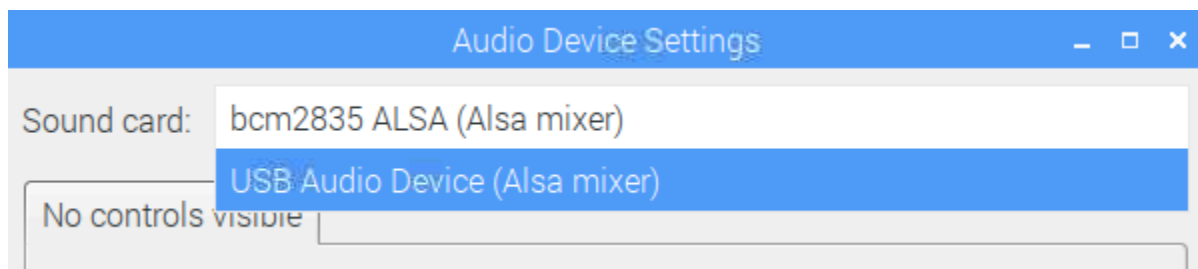 Audio Device Settings
Sound card: bcm2835 ALSA (Alsa mixer)
USB Audio Device (Alsa mixer)
No controls visible